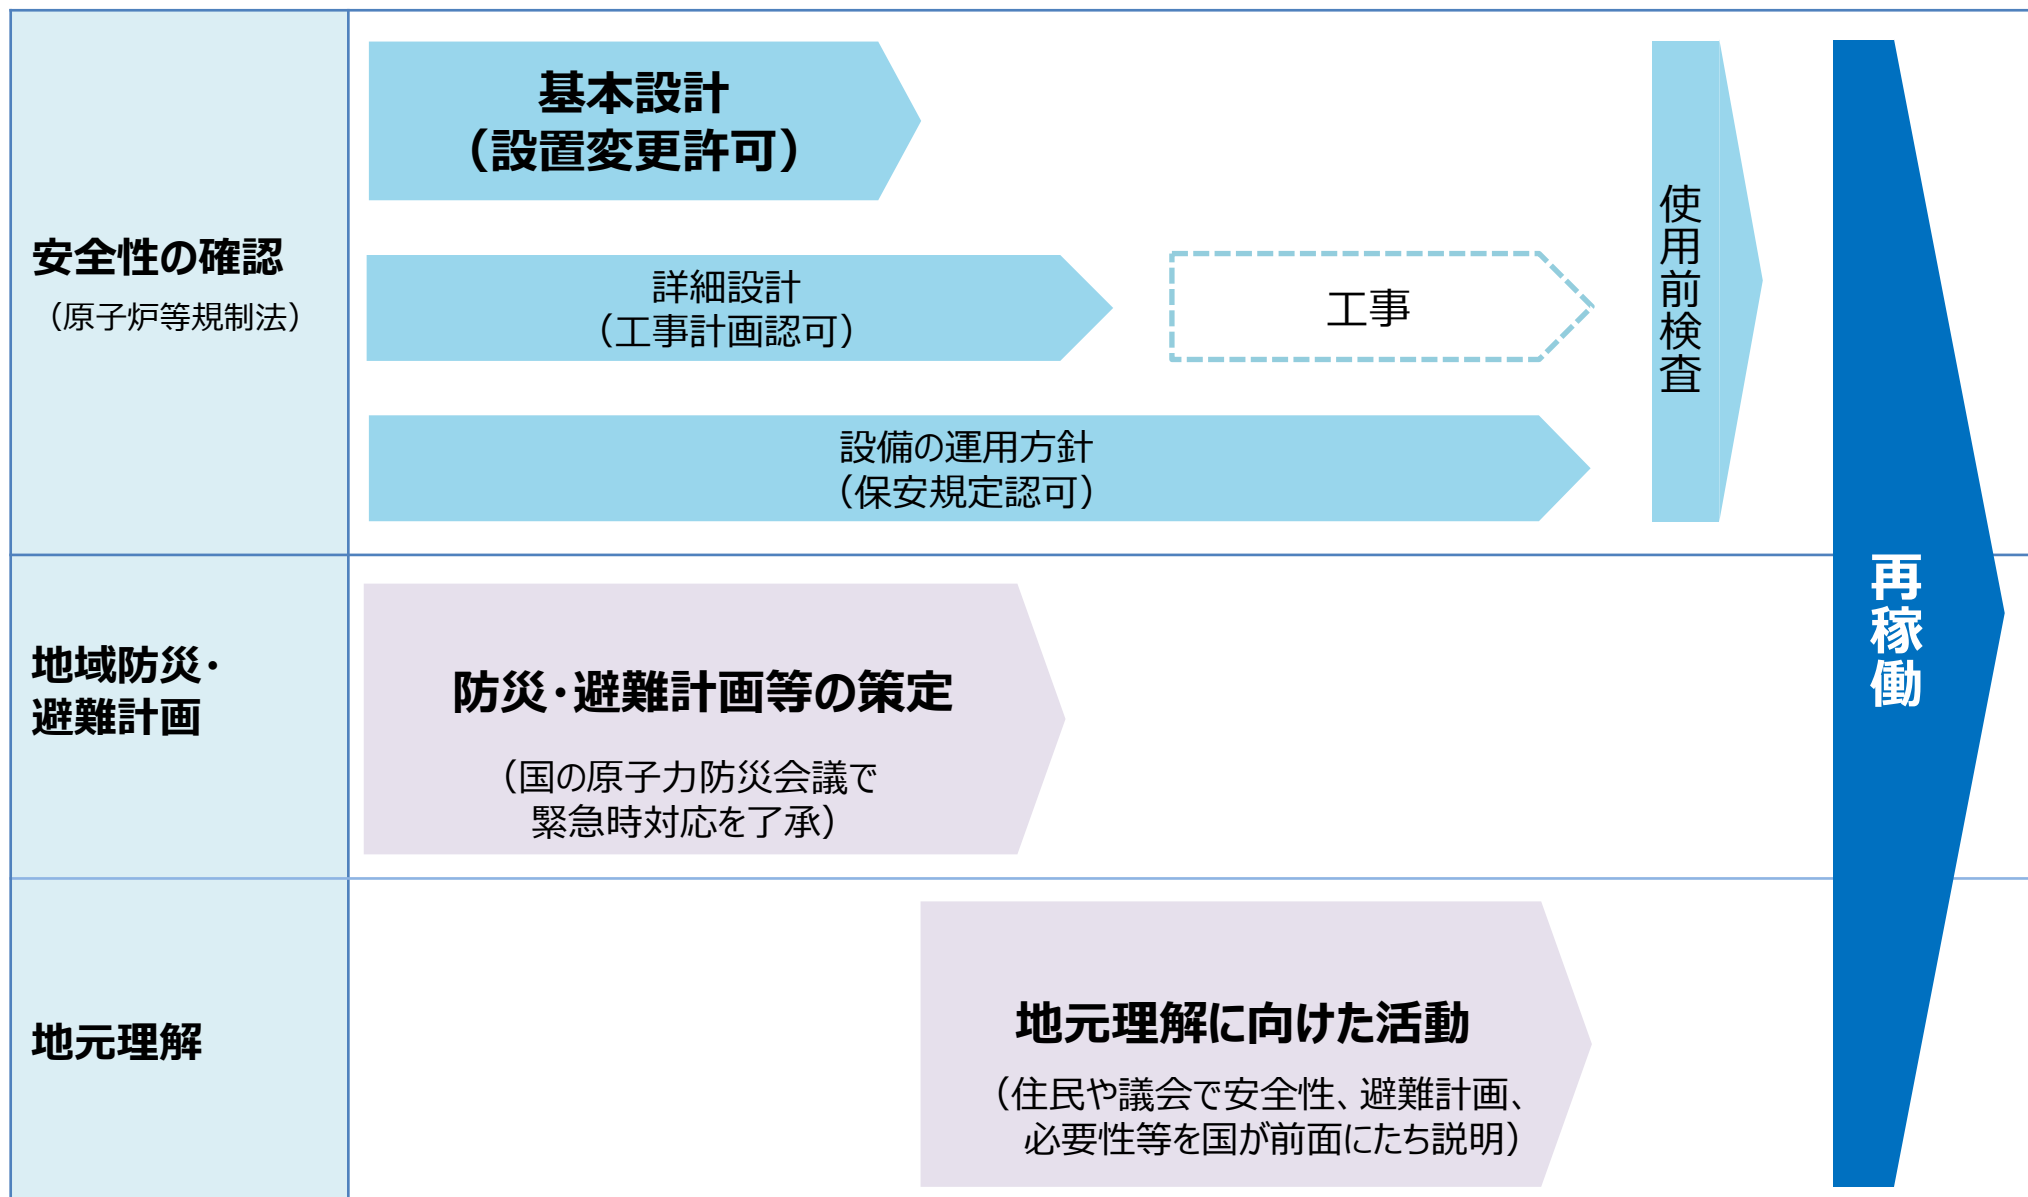 安全性の確認
（原子炉等規制法）
基本設計
（設置変更許可）
詳細設計
（工事計画認可）
工事
設備の運用方針
（保安規定認可）
使用前検査
再稼働
地域防災・
避難計画
防災・避難計画等の策定
（国の原子力防災会議で
緊急時対応を了承）
地元理解
地元理解に向けた活動
（住民や議会で安全性、避難計画、
必要性等を国が前面にたち説明）